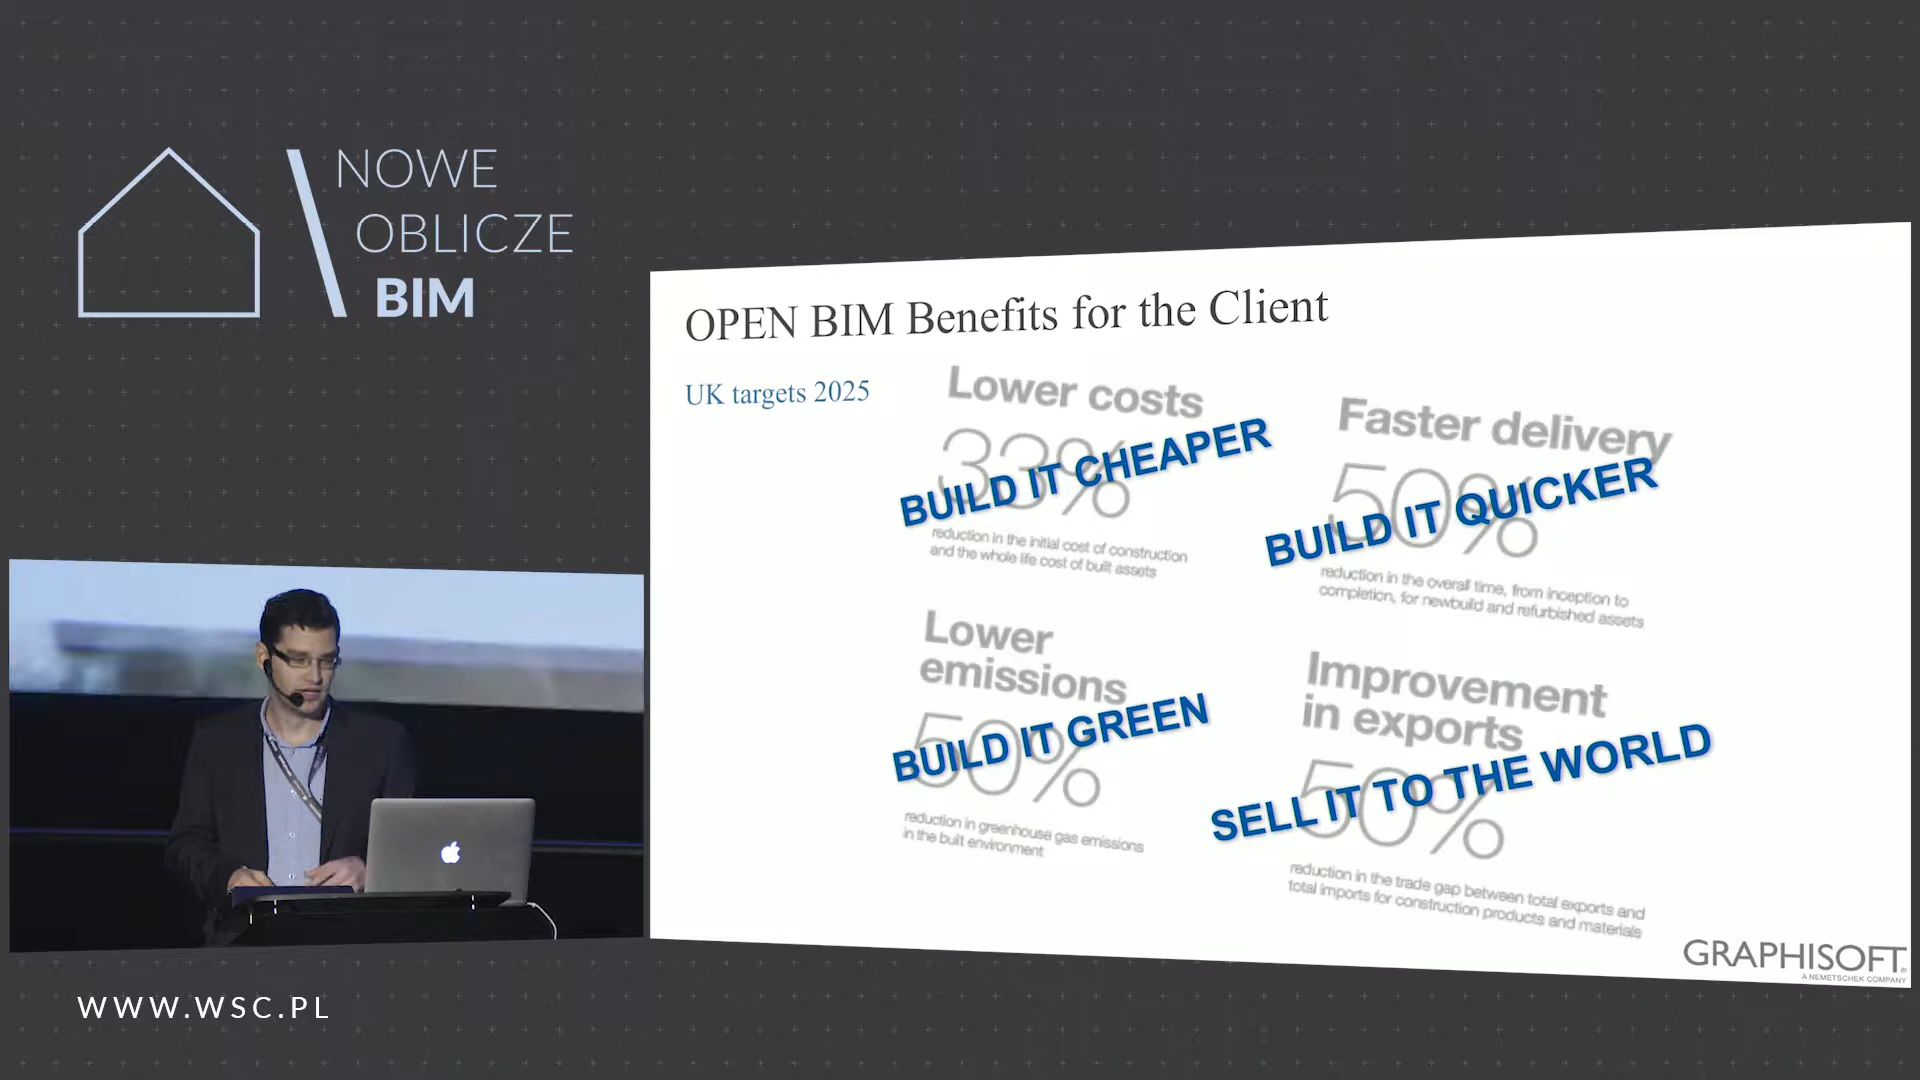 NOWE
OBLICZE
BIM
OPEN BIM Benefits for the Client
UK targets 2025
Lower costs
33%
BUILD IT CHEAPER
reduction in the initial cost of construction
and the whole life cost of built assets
Faster delivery
50%
BUILD IT QUICKER
reduction in the overall time, from inception to
completion, for newbuild and refurbished assets
Lower
emissions
50%
BUILD IT GREEN
reduction in greenhouse gas emissions
in the built environment
Improvement
in exports
50%
SELL IT TO THE WORLD
reduction in the trade gap between total exports and
total imports for construction products and materials
GRAPHISOFT®
A NEMETSCHEK COMPANY
WWW.WSC.PL